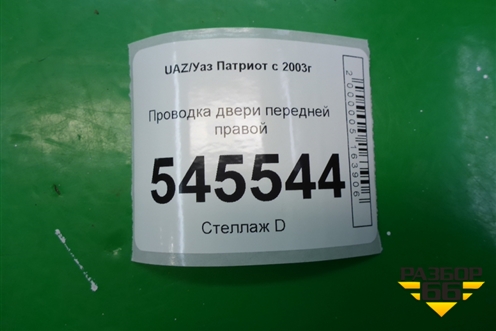 UAZ/Уаз Патриот с 2003г
Проводка двери передней
правой
545544
Стеллаж D
2000005163906
РАЗБОР
66